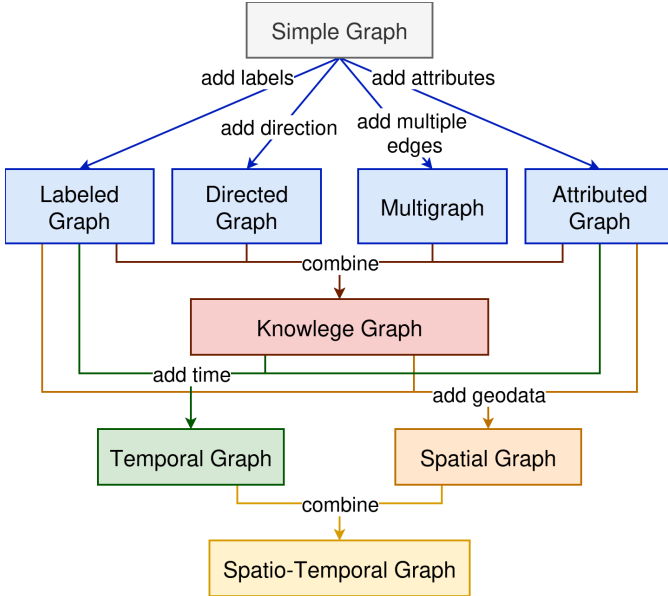 Simple Graph
add labels
add attributes
add direction
add multiple
edges
Labeled
Graph
Directed
Graph
Multigraph
Attributed
Graph
combine
Knowlege Graph
add time
add geodata
Temporal Graph
Spatial Graph
combine
Spatio-Temporal Graph